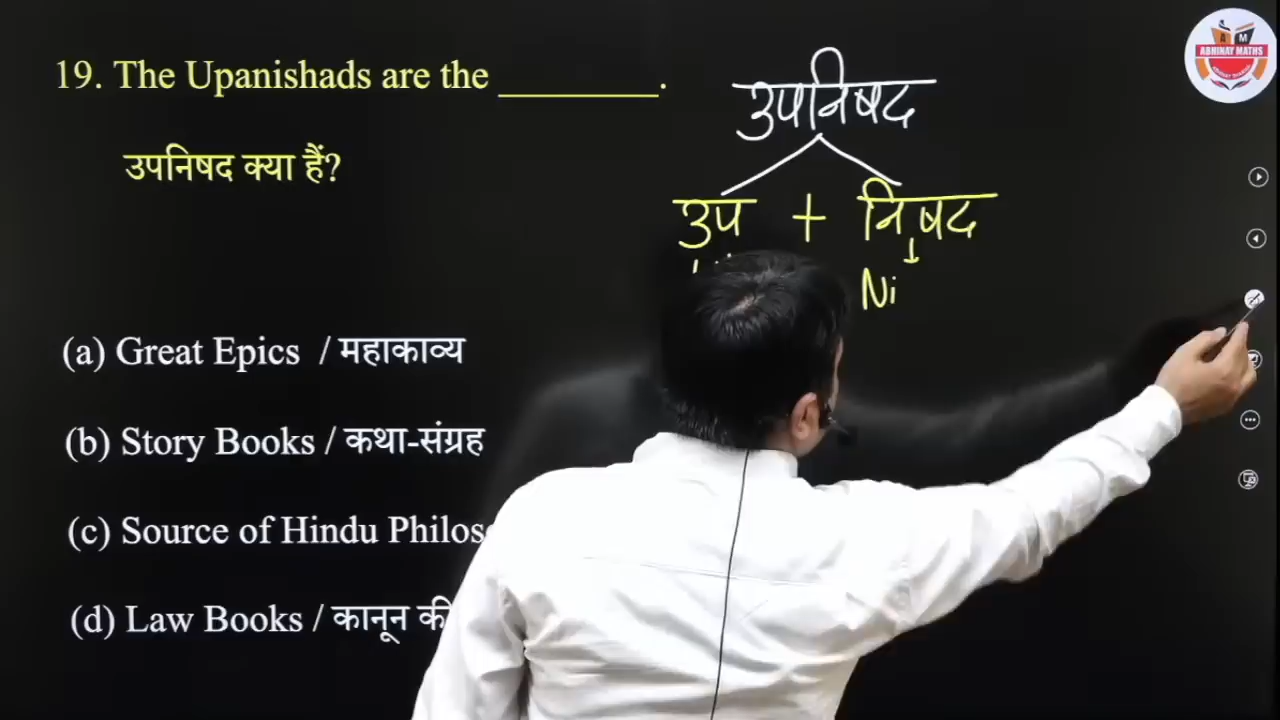 19. The Upanishads are the ________.
उपनिषद क्या हैं?
(a) Great Epics / महाकाव्य
(b) Story Books / कथा-संग्रह
(c) Source of Hindu
(d) Law Books / कानून की
उपनिषद
उप + निषद
Ni
A M
ABHINAY MATHS